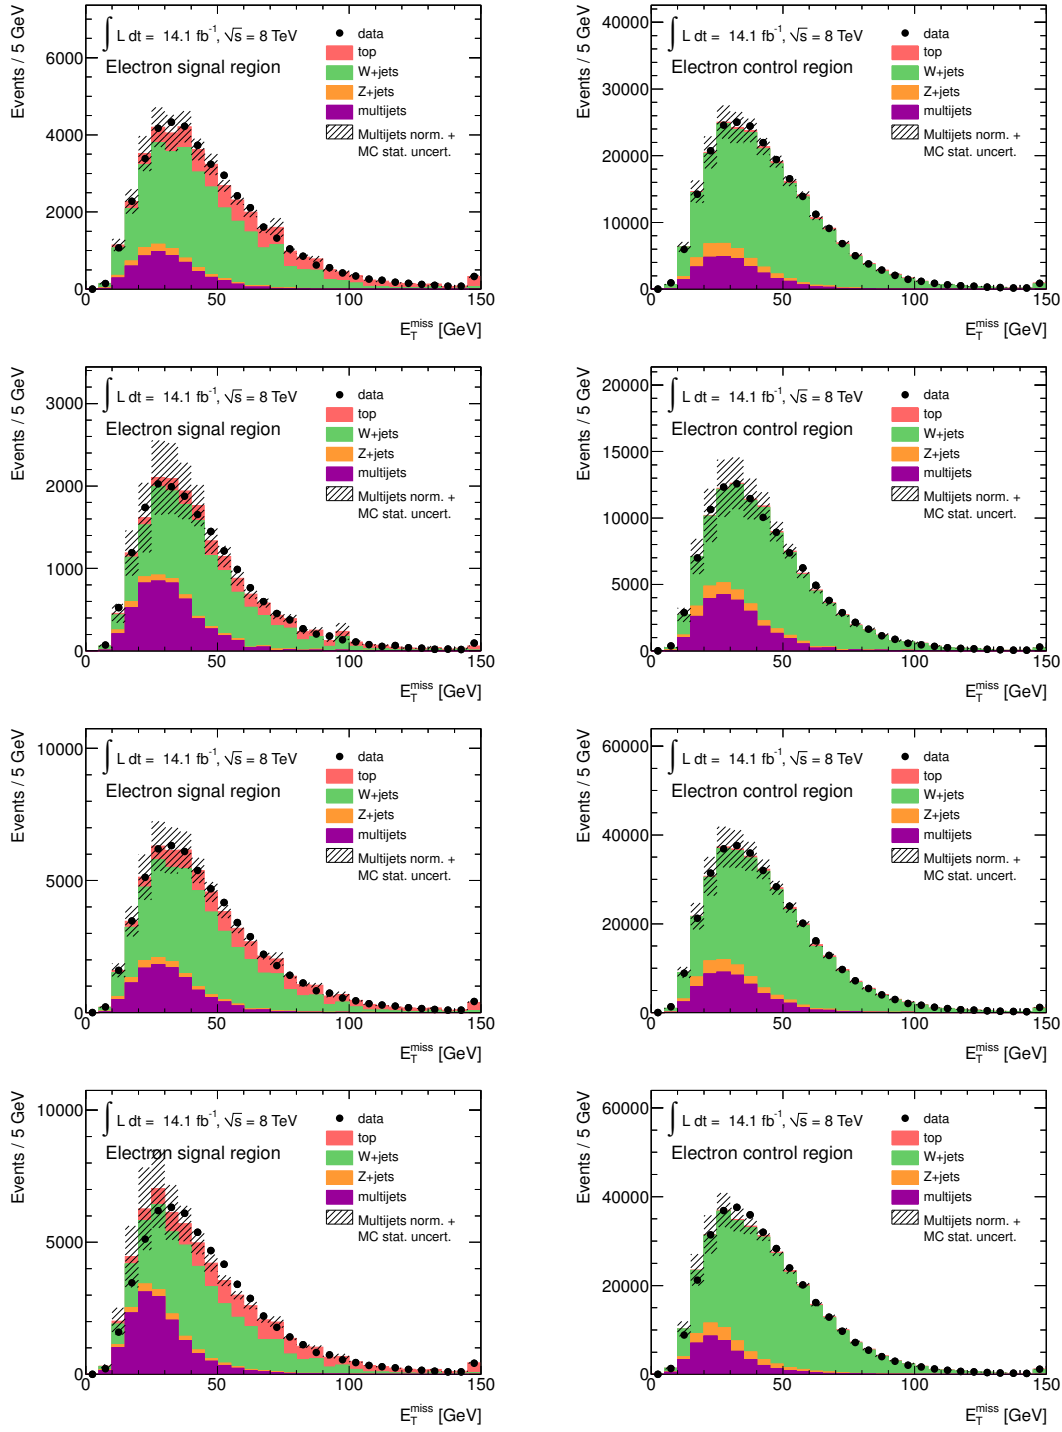 Events / 5 GeV
∫ L dt = 14.1 fb⁻¹, √s = 8 TeV
Electron signal region
data
top
W+jets
Z+jets
multijets
Multijets norm. +
MC stat. uncert.
6000
4000
2000
0
0 50 100 150
E_T^miss [GeV]
Events / 5 GeV
∫ L dt = 14.1 fb⁻¹, √s = 8 TeV
Electron control region
data
top
W+jets
Z+jets
multijets
Multijets norm. +
MC stat. uncert.
40000
30000
20000
10000
0
0 50 100 150
E_T^miss [GeV]
Events / 5 GeV
∫ L dt = 14.1 fb⁻¹, √s = 8 TeV
Electron signal region
data
top
W+jets
Z+jets
multijets
Multijets norm. +
MC stat. uncert.
3000
2000
1000
0
0 50 100 150
E_T^miss [GeV]
Events / 5 GeV
∫ L dt = 14.1 fb⁻¹, √s = 8 TeV
Electron control region
data
top
W+jets
Z+jets
multijets
Multijets norm. +
MC stat. uncert.
20000
15000
10000
5000
0
0 50 100 150
E_T^miss [GeV]
Events / 5 GeV
∫ L dt = 14.1 fb⁻¹, √s = 8 TeV
Electron signal region
data
top
W+jets
Z+jets
multijets
Multijets norm. +
MC stat. uncert.
10000
5000
0
0 50 100 150
E_T^miss [GeV]
Events / 5 GeV
∫ L dt = 14.1 fb⁻¹, √s = 8 TeV
Electron control region
data
top
W+jets
Z+jets
multijets
Multijets norm. +
MC stat. uncert.
60000
40000
20000
0
0 50 100 150
E_T^miss [GeV]
Events / 5 GeV
∫ L dt = 14.1 fb⁻¹, √s = 8 TeV
Electron signal region
data
top
W+jets
Z+jets
multijets
Multijets norm. +
MC stat. uncert.
10000
5000
0
0 50 100 150
E_T^miss [GeV]
Events / 5 GeV
∫ L dt = 14.1 fb⁻¹, √s = 8 TeV
Electron control region
data
top
W+jets
Z+jets
multijets
Multijets norm. +
MC stat. uncert.
60000
40000
20000
0
0 50 100 150
E_T^miss [GeV]